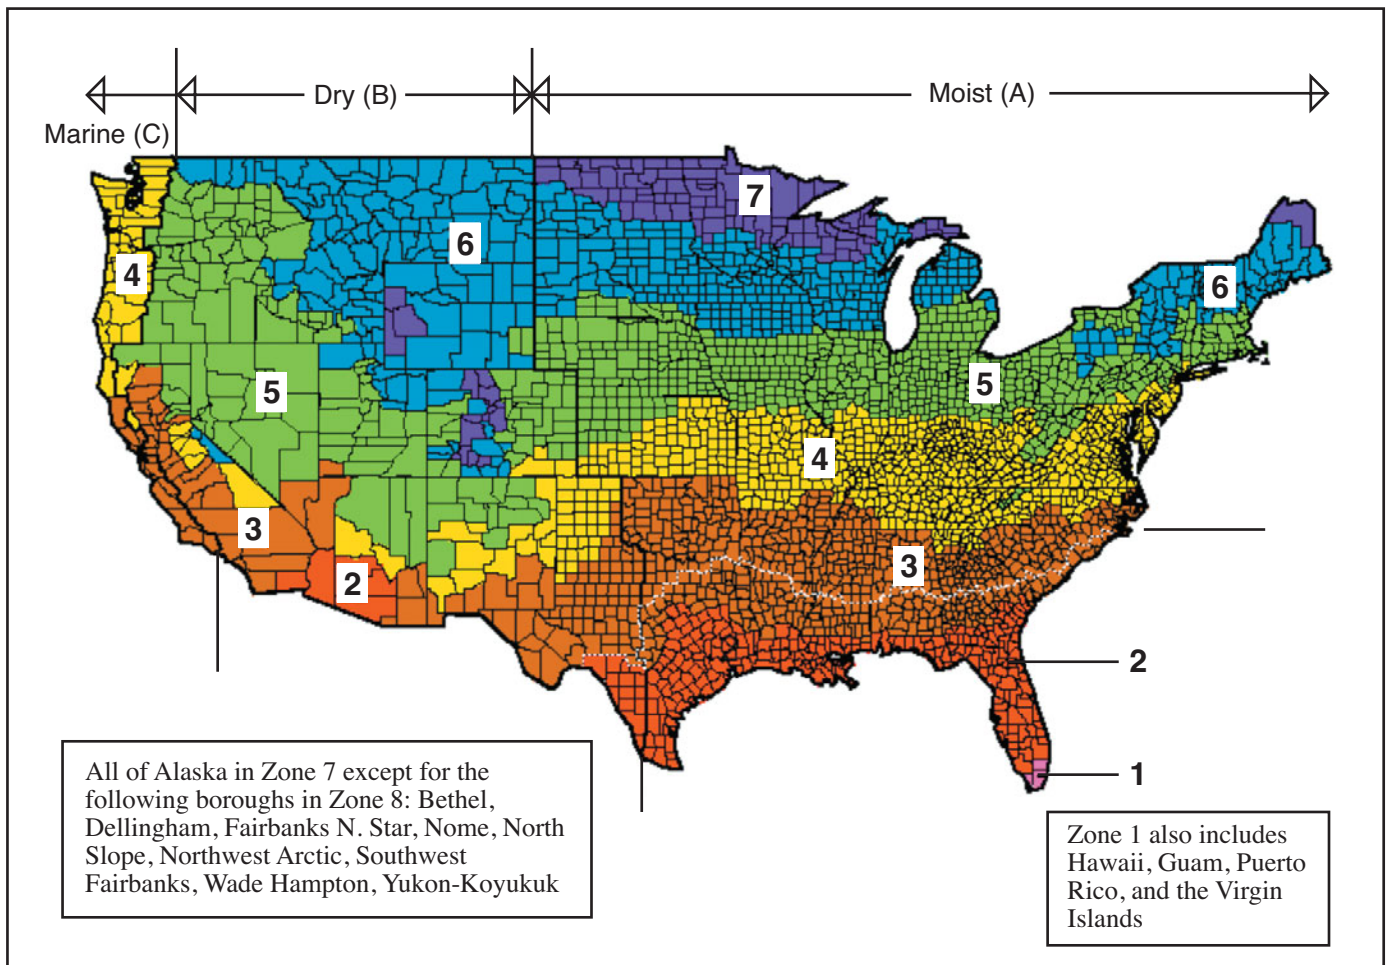 Dry (B)
Moist (A)
Marine (C)
7
6
4
6
5
5
4
3
3
2
2
1
All of Alaska in Zone 7 except for the
following boroughs in Zone 8: Bethel,
Dellingham, Fairbanks N. Star, Nome, North
Slope, Northwest Arctic, Southwest
Fairbanks, Wade Hampton, Yukon-Koyukuk
Zone 1 also includes
Hawaii, Guam, Puerto
Rico, and the Virgin
Islands